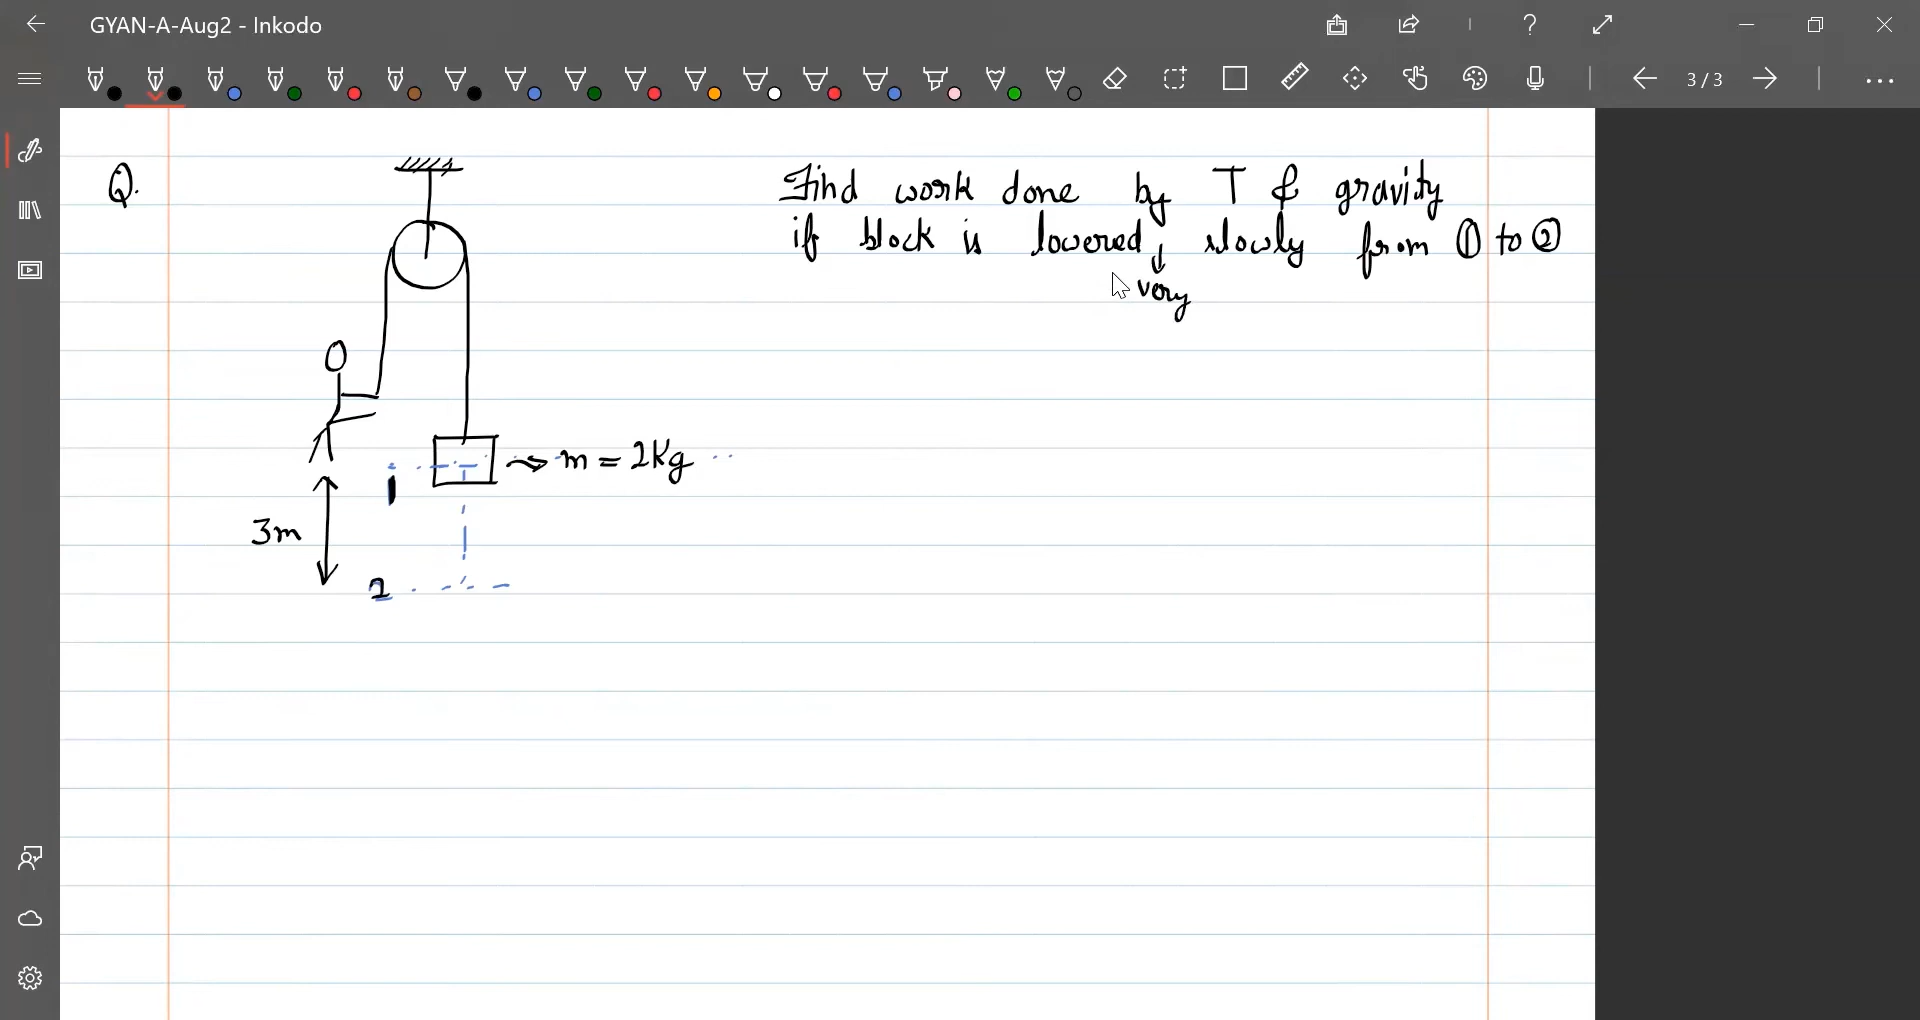 GYAN-A-Aug2 - Inkodo
3/3
Q.
Find work done by T & gravity
if block is lowered slowly from ① to ②
very
m = 2Kg
1
3m
2